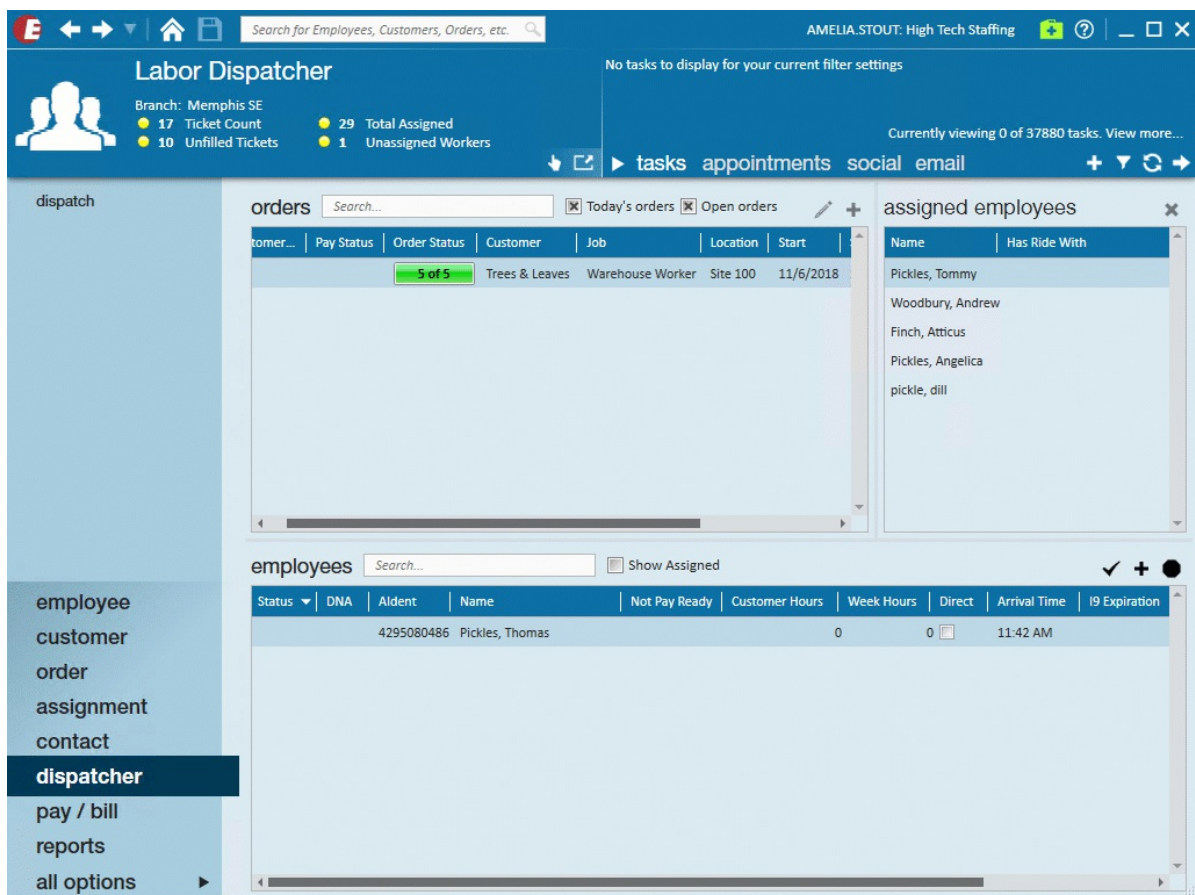 E
Search for Employees, Customers, Orders, etc.
AMELIA.STOUT: High Tech Staffing
Labor Dispatcher
Branch: Memphis SE
17 Ticket Count
29 Total Assigned
10 Unfilled Tickets
1 Unassigned Workers
No tasks to display for your current filter settings
Currently viewing 0 of 37880 tasks. View more...
tasks appointments social email
dispatch
orders Search... Today's orders Open orders
tomer... Pay Status Order Status Customer Job Location Start
5 of 5 Trees & Leaves Warehouse Worker Site 100 11/6/2018
assigned employees
Name Has Ride With
Pickles, Tommy
Woodbury, Andrew
Finch, Atticus
Pickles, Angelica
pickle, dill
employees Search... Show Assigned
Status DNA AIdent Name Not Pay Ready Customer Hours Week Hours Direct Arrival Time I9 Expiration
4295080486 Pickles, Thomas 0 0 11:42 AM
employee
customer
order
assignment
contact
dispatcher
pay / bill
reports
all options